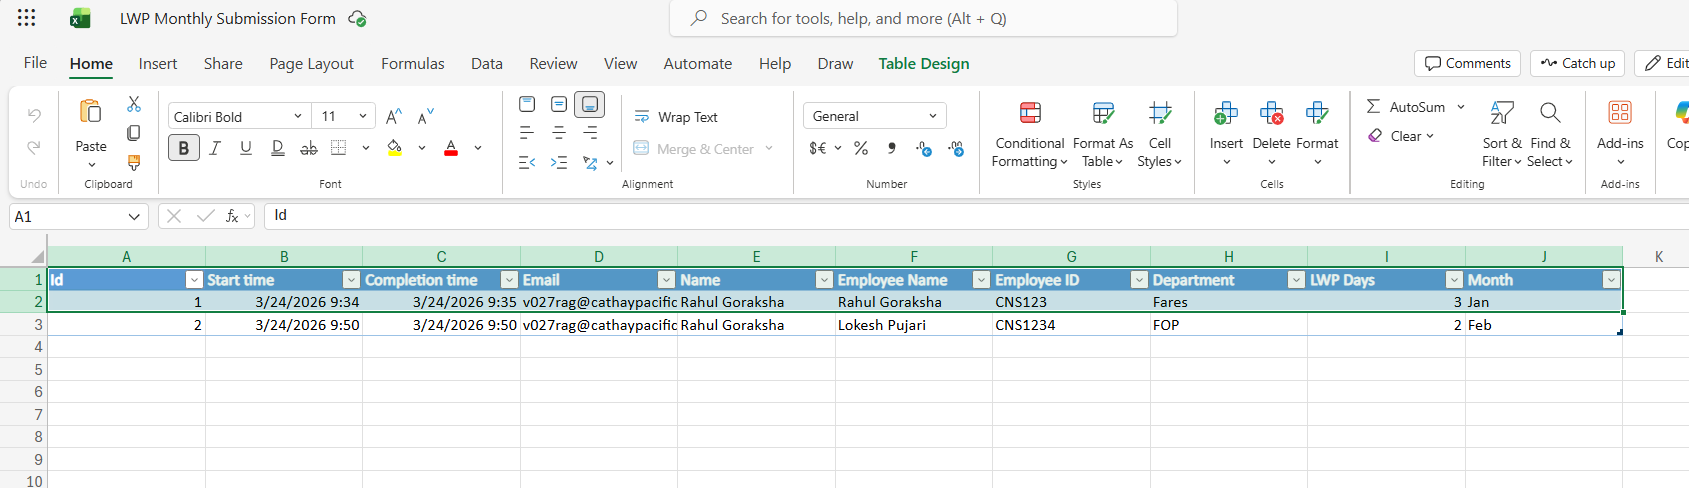 LWP Monthly Submission Form
Search for tools, help, and more (Alt + Q)
File Home Insert Share Page Layout Formulas Data Review View Automate Help Draw Table Design
Comments Catch up
Calibri Bold 11 Wrap Text General AutoSum
Paste Merge & Center Conditional Formatting Format As Table Cell Styles Insert Delete Format Clear Sort & Filter Find & Select Add-ins
Undo Clipboard Font Alignment Number Styles Cells Editing Add-ins
A1 fx Id
A B C D E F G H I J K
1 Id Start time Completion time Email Name Employee Name Employee ID Department LWP Days Month
2 1 3/24/2026 9:34 3/24/2026 9:35 v027rag@cathaypacific Rahul Goraksha Rahul Goraksha CNS123 Fares 3 Jan
3 2 3/24/2026 9:50 3/24/2026 9:50 v027rag@cathaypacific Rahul Goraksha Lokesh Pujari CNS1234 FOP 2 Feb
4
5
6
7
8
9
10